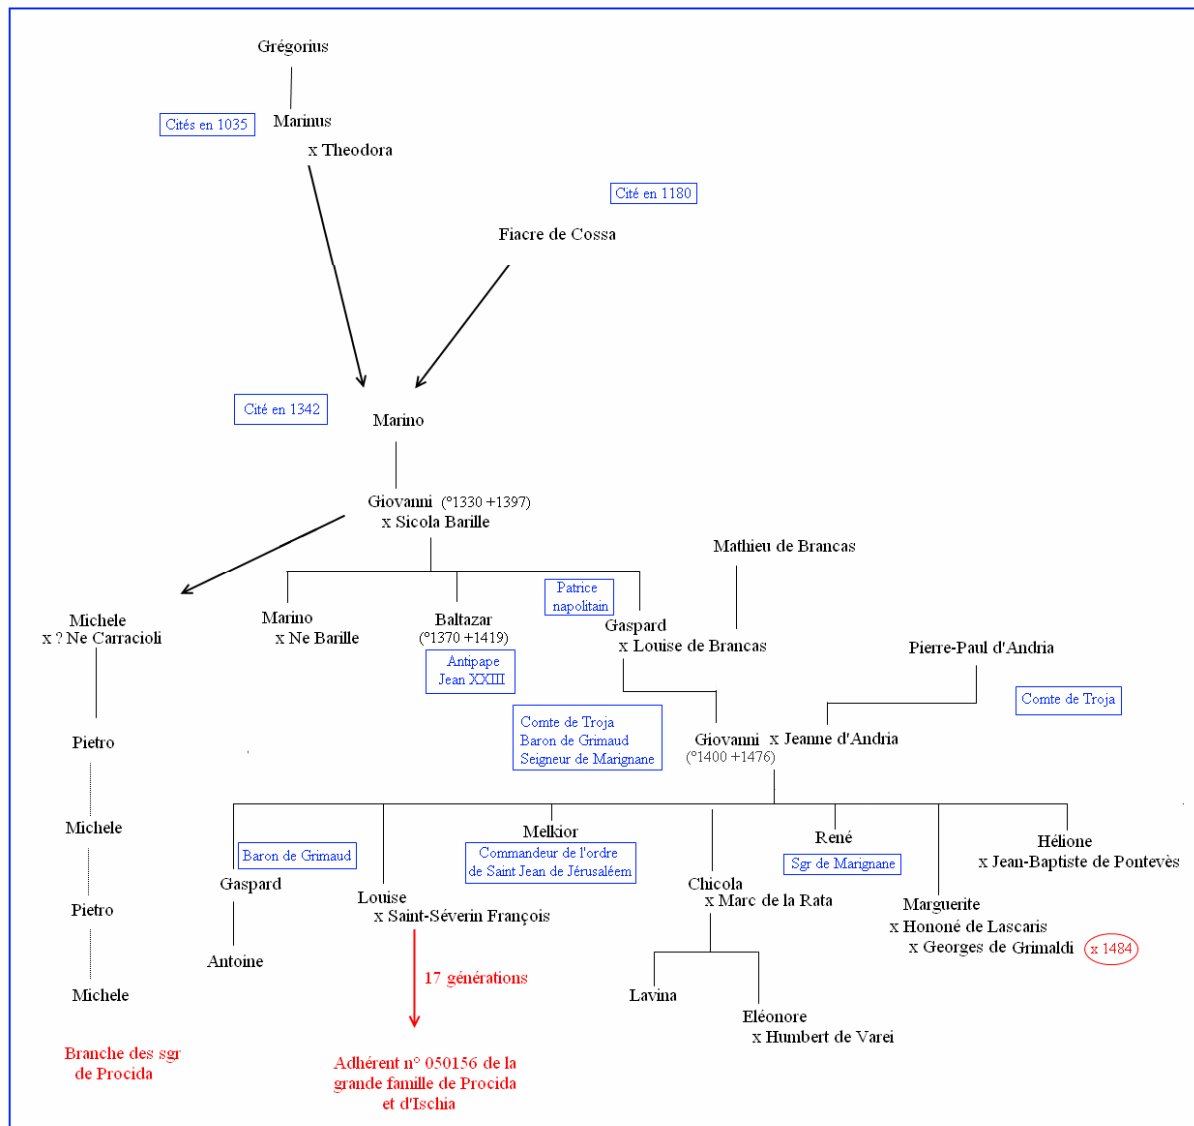 Grégorius
Cités en 1035
Marinus
x Theodora
Cité en 1180
Fiacre de Cossa
Cité en 1342
Marino
Giovanni (°1330 +1397)
x Sicola Barille
Mathieu de Brancas
Patrice
napolitain
Michele
x ? Ne Carracioli
Marino
x Ne Barille
Baltazar
(°1370 +1419)
Antipape
Jean XXIII
Gaspard
x Louise de Brancas
Pierre-Paul d'Andria
Comte de Troja
Comte de Troja
Baron de Grimaud
Seigneur de Marignane
Pietro
Giovanni x Jeanne d'Andria
(°1400 +1476)
Michele
Baron de Grimaud
Gaspard
Antoine
Louise
x Saint-Séverin François
Melkior
Commandeur de l'ordre
de Saint Jean de Jérusaléem
Chicola
x Marc de la Rata
René
Sgr de Marignane
Marguerite
x Hononé de Lascaris
x Georges de Grimaldi
x 1484
Hélione
x Jean-Baptiste de Pontevès
Pietro
Michele
17 générations
Lavina
Eléonore
x Humbert de Varei
Branche des sgr
de Procida
Adhérent n° 050156 de la
grande famille de Procida
et d'Ischia